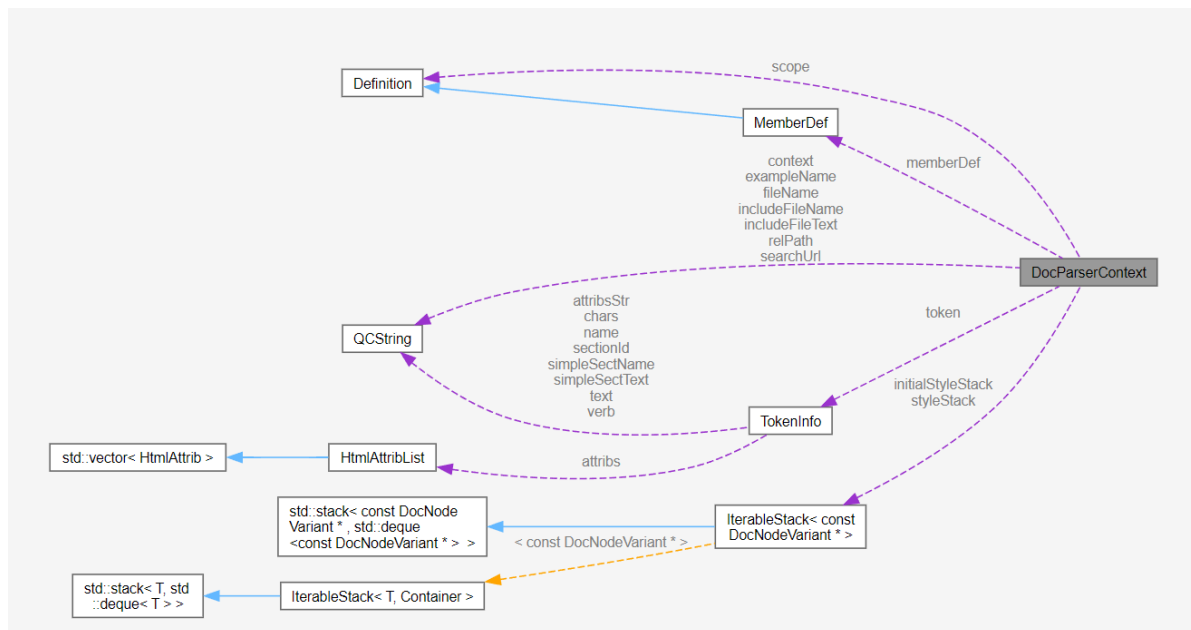 scope
Definition
MemberDef
memberDef
context
exampleName
fileName
includeFileName
includeFileText
relPath
searchUrl
DocParserContext
attribsStr
chars
name
sectionId
simpleSectName
simpleSectText
text
verb
QCString
token
initialStyleStack
styleStack
TokenInfo
std::vector< HtmlAttrib >
HtmlAttribList
attribs
std::stack< const DocNode
Variant * , std::deque
<const DocNodeVariant * > >
< const DocNodeVariant * >
IterableStack< const
DocNodeVariant * >
std::stack< T, std
::deque< T > >
IterableStack< T, Container >